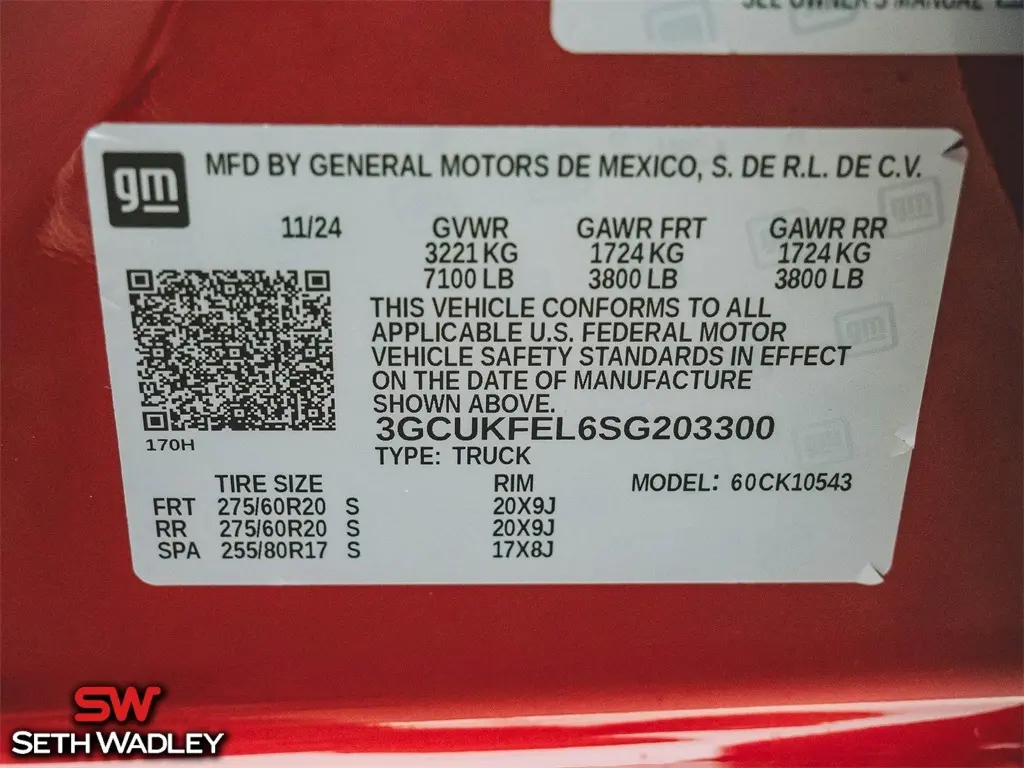 SEE OWNER'S MANUAL
gm
MFD BY GENERAL MOTORS DE MEXICO, S. DE R.L. DE C.V.
11/24 GVWR GAWR FRT GAWR RR
3221 KG 1724 KG 1724 KG
7100 LB 3800 LB 3800 LB
THIS VEHICLE CONFORMS TO ALL
APPLICABLE U.S. FEDERAL MOTOR
VEHICLE SAFETY STANDARDS IN EFFECT
ON THE DATE OF MANUFACTURE
SHOWN ABOVE.
3GCUKFEL6SG203300
170H
TYPE: TRUCK
TIRE SIZE RIM MODEL: 60CK10543
FRT 275/60R20 S 20X9J
RR 275/60R20 S 20X9J
SPA 255/80R17 S 17X8J
SW
SETH WADLEY